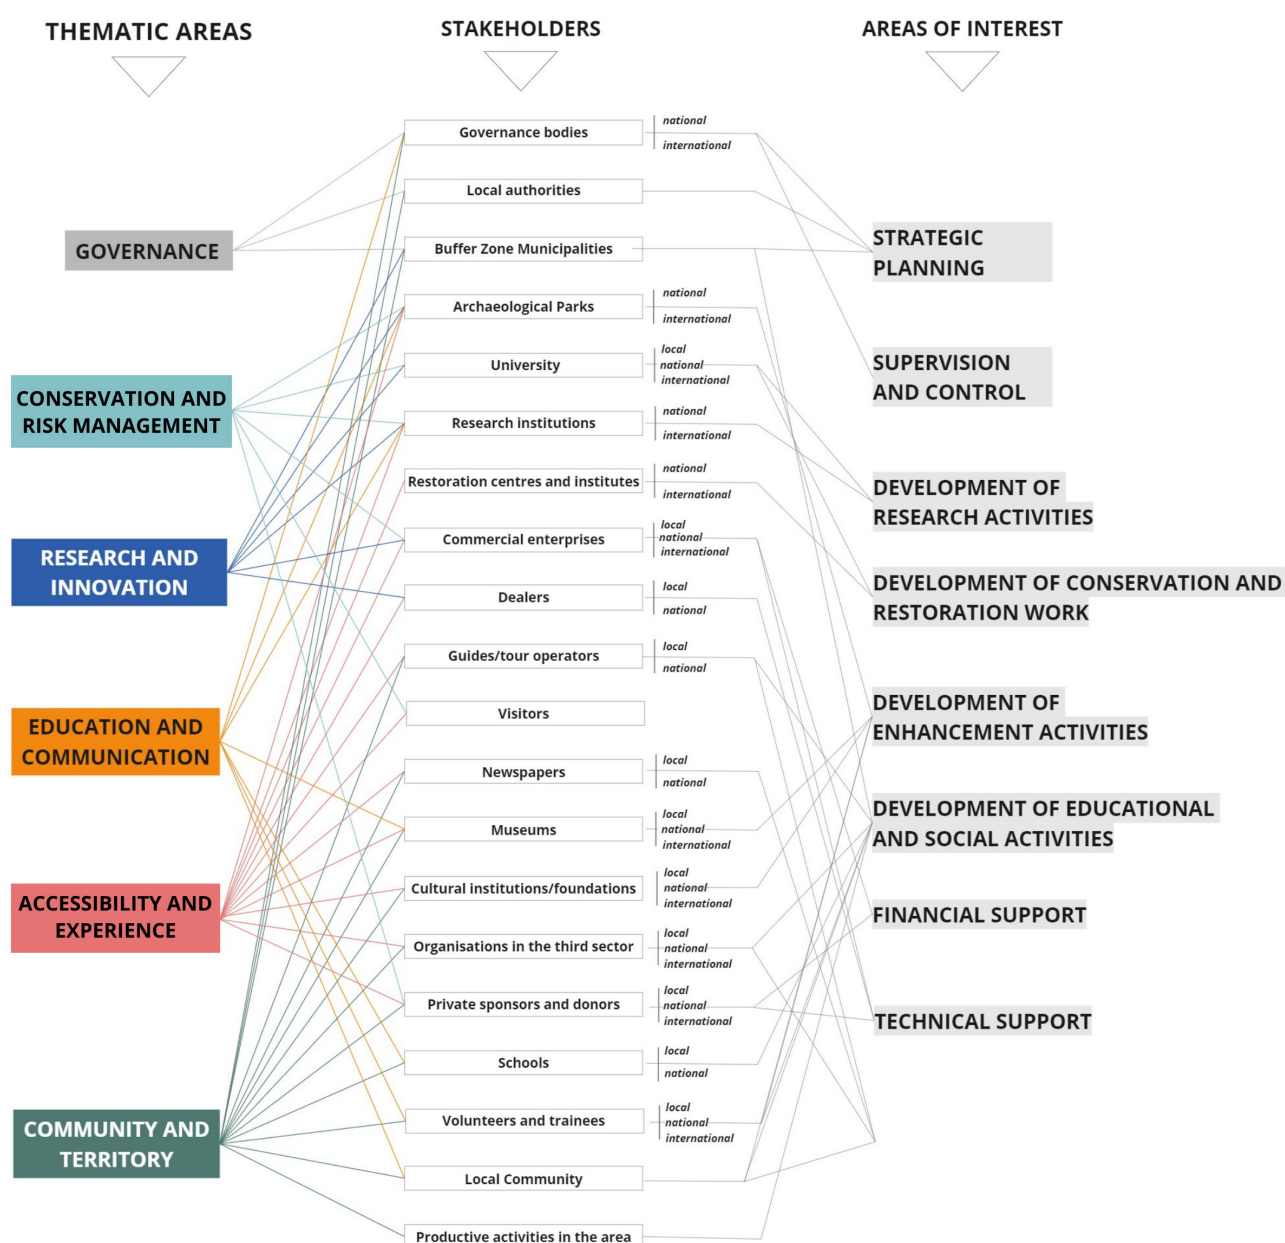 THEMATIC AREAS
STAKEHOLDERS
AREAS OF INTEREST
GOVERNANCE
CONSERVATION AND
RISK MANAGEMENT
RESEARCH AND
INNOVATION
EDUCATION AND
COMMUNICATION
ACCESSIBILITY AND
EXPERIENCE
COMMUNITY AND
TERRITORY
Governance bodies
national
international
Local authorities
Buffer Zone Municipalities
Archaeological Parks
national
international
University
local
national
international
Research institutions
national
international
Restoration centres and institutes
national
international
Commercial enterprises
local
national
international
Dealers
local
national
Guides/tour operators
local
national
Visitors
Newspapers
local
national
Museums
local
national
international
Cultural institutions/foundations
local
national
international
Organisations in the third sector
local
national
international
Private sponsors and donors
local
national
international
Schools
local
national
Volunteers and trainees
local
national
international
Local Community
Productive activities in the area
STRATEGIC
PLANNING
SUPERVISION
AND CONTROL
DEVELOPMENT OF
RESEARCH ACTIVITIES
DEVELOPMENT OF CONSERVATION AND
RESTORATION WORK
DEVELOPMENT OF
ENHANCEMENT ACTIVITIES
DEVELOPMENT OF EDUCATIONAL
AND SOCIAL ACTIVITIES
FINANCIAL SUPPORT
TECHNICAL SUPPORT